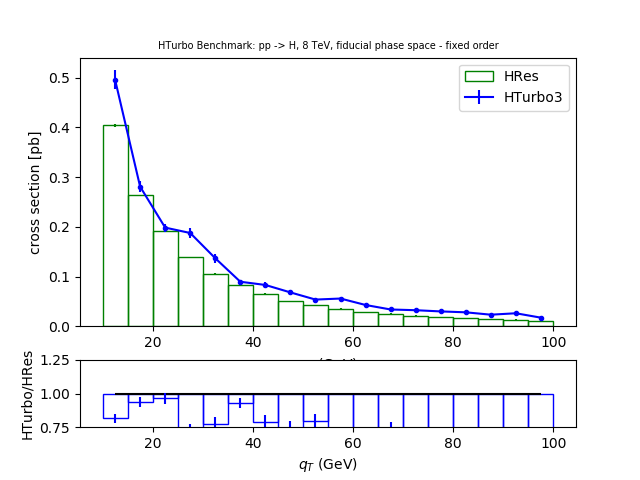 HTurbo Benchmark: pp -> H, 8 TeV, fiducial phase space - fixed order
HRes
HTurbo3
cross section [pb]
0.5
0.4
0.3
0.2
0.1
0.0
20 40 60 80 100
HTurbo/HRes
1.25
1.00
0.75
20 40 60 80 100
q_T (GeV)